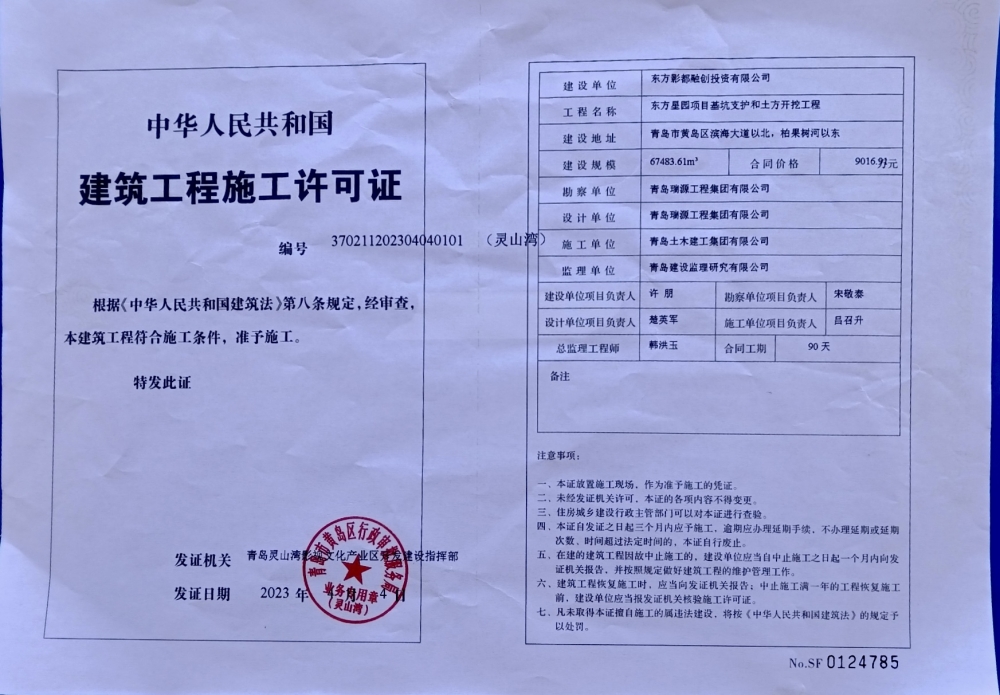 中华人民共和国
建筑工程施工许可证
编号 370211202304040101 （灵山湾）
根据《中华人民共和国建筑法》第八条规定，经审查，
本建筑工程符合施工条件，准予施工。
特发此证
发证机关 青岛灵山湾影视文化产业区开发建设指挥部
发证日期 2023 年 月 4 日
青岛市黄岛区行政审批服务局
业务专用章
（灵山湾）
建设单位 东方影都融创投资有限公司
工程名称 东方星园项目基坑支护和土方开挖工程
建设地址 青岛市黄岛区滨海大道以北，柏果树河以东
建设规模 67483.61m² 合同价格 9016.91万元
勘察单位 青岛瑞源工程集团有限公司
设计单位 青岛瑞源工程集团有限公司
施工单位 青岛土木建工集团有限公司
监理单位 青岛建设监理研究有限公司
建设单位项目负责人 许朋 勘察单位项目负责人 宋敬泰
设计单位项目负责人 楚英军 施工单位项目负责人 吕召升
总监理工程师 韩洪玉 合同工期 90 天
备注
注意事项：
一、本证放置施工现场，作为准予施工的凭证。
二、未经发证机关许可，本证的各项内容不得变更。
三、住房城乡建设行政主管部门可以对本证进行查验。
四、本证自发证之日起三个月内应予施工，逾期应办理延期手续，不办理延期或延期
次数、时间超过法定时间的，本证自行废止。
五、在建的建筑工程因故中止施工的，建设单位应当自中止施工之日起一个月内向发
证机关报告，并按照规定做好建筑工程的维护管理工作。
六、建筑工程恢复施工时，应当向发证机关报告；中止施工满一年的工程恢复施工
前，建设单位应当报发证机关核验施工许可证。
七、凡未取得本证擅自施工的属违法建设，将按《中华人民共和国建筑法》的规定予
以处罚。
No.SF 0124785